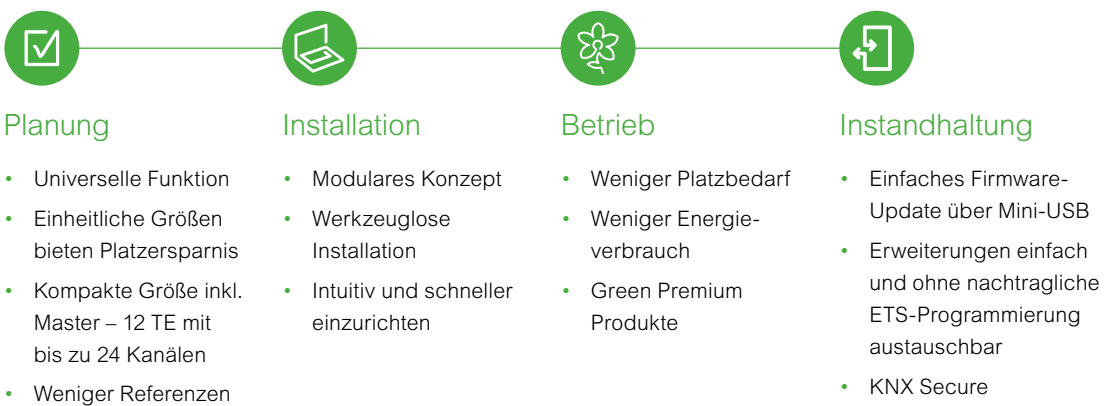 Planung
• Universelle Funktion
• Einheitliche Größen
bieten Platzersparnis
• Kompakte Größe inkl.
Master – 12 TE mit
bis zu 24 Kanälen
• Weniger Referenzen
Installation
• Modulares Konzept
• Werkzeuglose
Installation
• Intuitiv und schneller
einzurichten
Betrieb
• Weniger Platzbedarf
• Weniger Energie-
verbrauch
• Green Premium
Produkte
Instandhaltung
• Einfaches Firmware-
Update über Mini-USB
• Erweiterungen einfach
und ohne nachtragliche
ETS-Programmierung
austauschbar
• KNX Secure